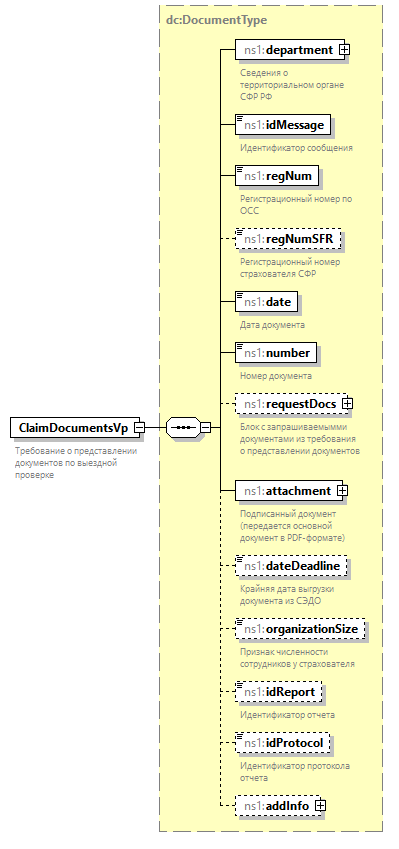 dc:DocumentType
ns1:department
Сведения о
территориальном органе
СФР РФ
ns1:idMessage
Идентификатор сообщения
ns1:regNum
Регистрационный номер по
ОСС
ns1:regNumSFR
Регистрационный номер
страхователя СФР
ns1:date
Дата документа
ns1:number
Номер документа
ns1:requestDocs
Блок с запрашиваемыми
документами из требования
о представлении документов
ClaimDocumentsVp
Требование о представлении
документов по выездной
проверке
ns1:attachment
Подписанный документ
(передается основной
документ в PDF-формате)
ns1:dateDeadline
Крайняя дата выгрузки
документа из СЭДО
ns1:organizationSize
Признак численности
сотрудников у страхователя
ns1:idReport
Идентификатор отчета
ns1:idProtocol
Идентификатор протокола
отчета
ns1:addInfo